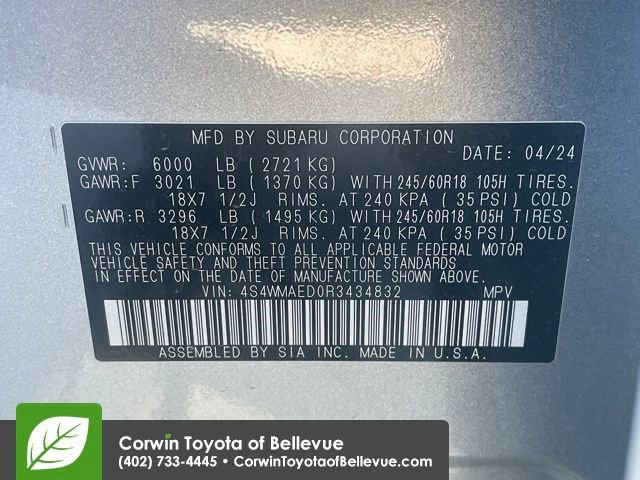 MFD BY SUBARU CORPORATION
DATE: 04/24
GVWR: 6000 LB (2721 KG)
GAWR:F 3021 LB (1370 KG) WITH 245/60R18 105H TIRES.
18X7 1/2J RIMS. AT 240 KPA (35 PSI) COLD
GAWR:R 3296 LB (1495 KG) WITH 245/60R18 105H TIRES.
18X7 1/2J RIMS. AT 240 KPA (35 PSI) COLD
THIS VEHICLE CONFORMS TO ALL APPLICABLE FEDERAL MOTOR
VEHICLE SAFETY AND THEFT PREVENTION STANDARDS
IN EFFECT ON THE DATE OF MANUFACTURE SHOWN ABOVE.
VIN: 4S4WMAED0R3434832 MPV
ASSEMBLED BY SIA INC. MADE IN U.S.A.
Corwin Toyota of Bellevue
(402) 733-4445 - CorwinToyotaofBellevue.com